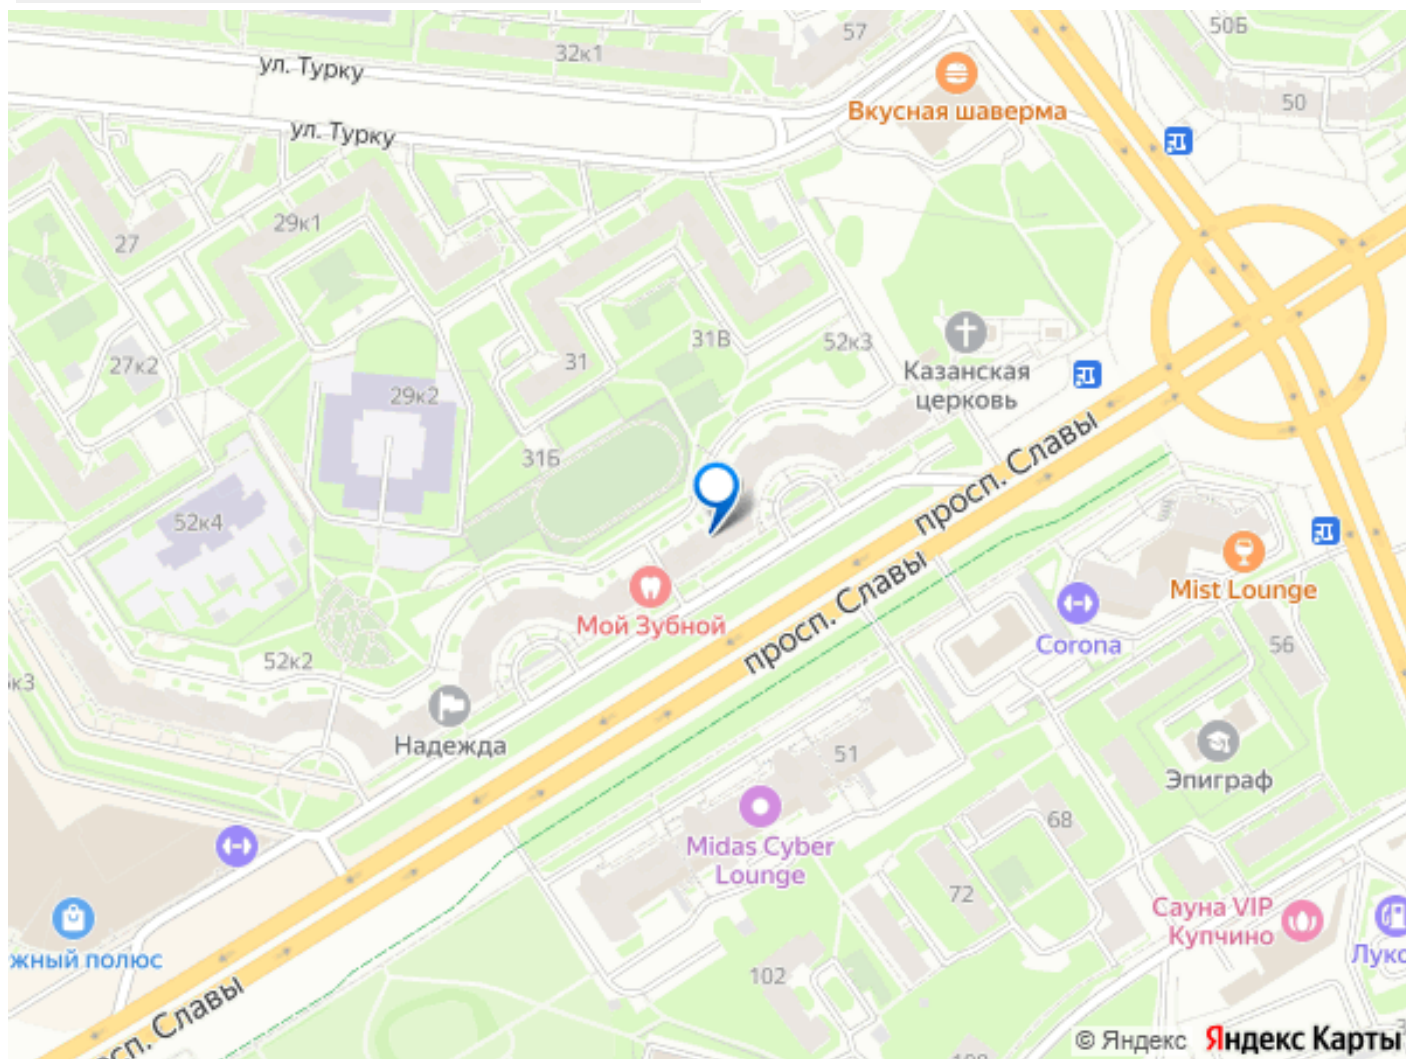 57
50Б
32к1
ул. Турку
50
Вкусная шаверма
ул. Турку
29к1
27
31В
52к3
31
27к2
Казанская
церковь
29к2
просп. Славы
31Б
52к4
Mist Lounge
просп. Славы
Мой Зубной
Corona
56
52к2
к3
Надежда
51
Эпиграф
68
Midas Cyber
Lounge
72
Сауна VIP
Купчино
жный полюс
Луко
102
просп. Славы
© Яндекс Яндекс Карты